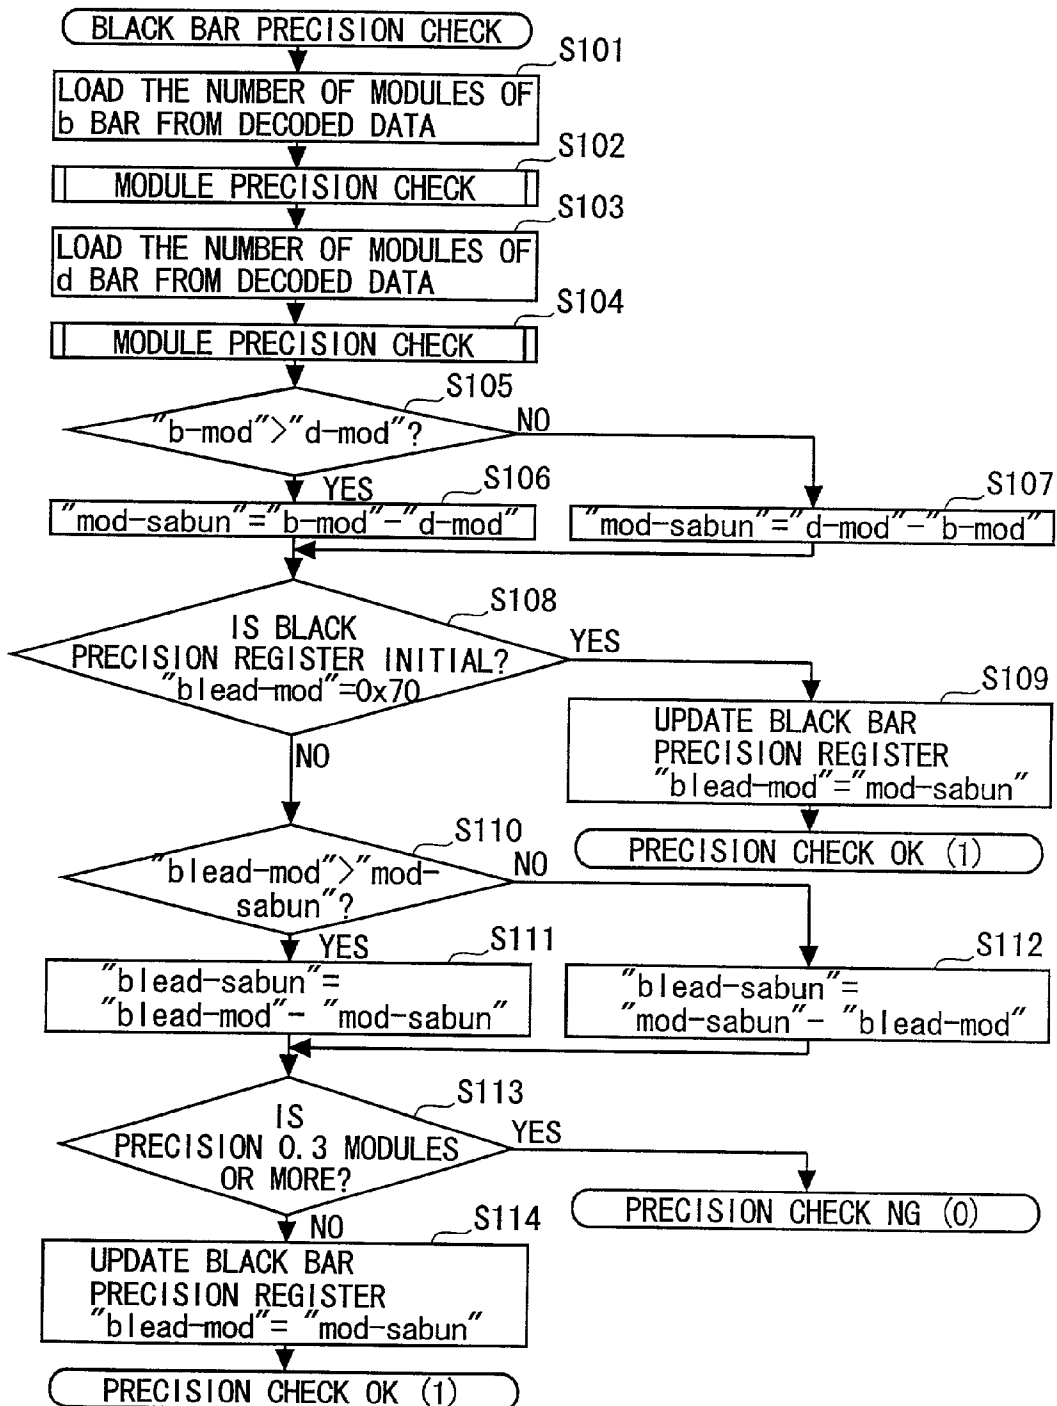 BLACK BAR PRECISION CHECK
S101
LOAD THE NUMBER OF MODULES OF
b BAR FROM DECODED DATA
S102
MODULE PRECISION CHECK
S103
LOAD THE NUMBER OF MODULES OF
d BAR FROM DECODED DATA
S104
MODULE PRECISION CHECK
S105
"b-mod">"d-mod"?
NO
YES
S106
"mod-sabun"="b-mod"-"d-mod"
S107
"mod-sabun"="d-mod"-"b-mod"
S108
IS BLACK
PRECISION REGISTER INITIAL?
"blead-mod"=0x70
YES
NO
S109
UPDATE BLACK BAR
PRECISION REGISTER
"blead-mod"="mod-sabun"
PRECISION CHECK OK (1)
S110
"blead-mod">"mod-
sabun"?
NO
YES
S111
"blead-sabun"=
"blead-mod"- "mod-sabun"
S112
"blead-sabun"=
"mod-sabun"- "blead-mod"
S113
IS
PRECISION 0.3 MODULES
OR MORE?
YES
PRECISION CHECK NG (0)
NO
S114
UPDATE BLACK BAR
PRECISION REGISTER
"blead-mod"= "mod-sabun"
PRECISION CHECK OK (1)